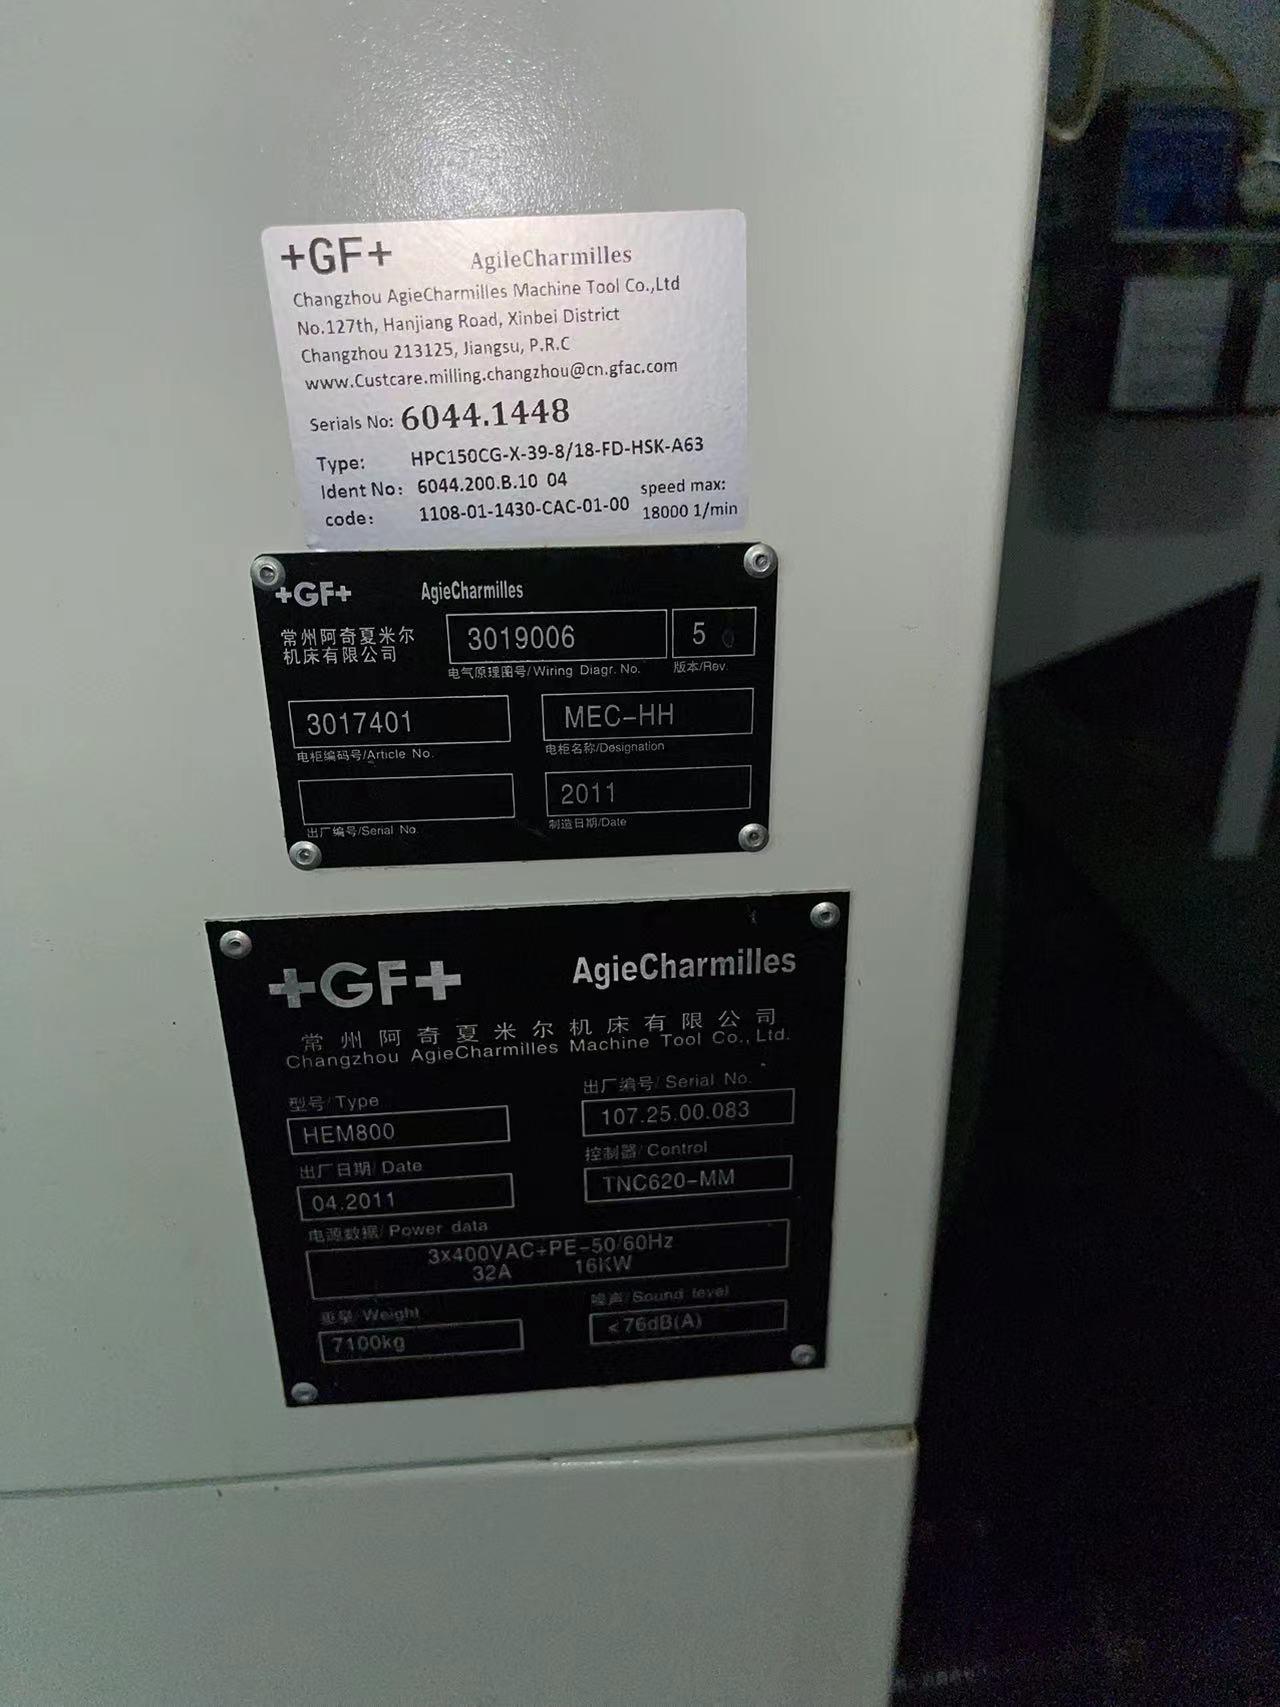 +GF+ AgileCharmilles
Changzhou AgieCharmilles Machine Tool Co.,Ltd
No.127th, Hanjiang Road, Xinbei District
Changzhou 213125, Jiangsu, P.R.C
www.Custcare.milling.changzhou@cn.gfac.com
Serials No: 6044.1448
Type: HPC150CG-X-39-8/18-FD-HSK-A63
Ident No: 6044.200.B.10 04
code: 1108-01-1430-CAC-01-00
speed max:
18000 1/min
+GF+ AgieCharmilles
常州阿奇夏米尔
机床有限公司
3019006
电气原理图号/Wiring Diagr. No.
5
版本/Rev.
3017401
电柜编码号/Article No.
MEC-HH
电柜名称/Designation
出厂编号/Serial No.
2011
制造日期/Date
+GF+ AgieCharmilles
常州阿奇夏米尔机床有限公司
Changzhou AgieCharmilles Machine Tool Co., Ltd.
型号/Type
HEM800
出厂编号/Serial No.
107.25.00.083
出厂日期/Date
04.2011
控制器/Control
TNC620-MM
电源数据/Power data
3x400VAC+PE-50/60Hz
32A 16KW
重量/Weight
7100kg
噪声/Sound level
<76dB(A)